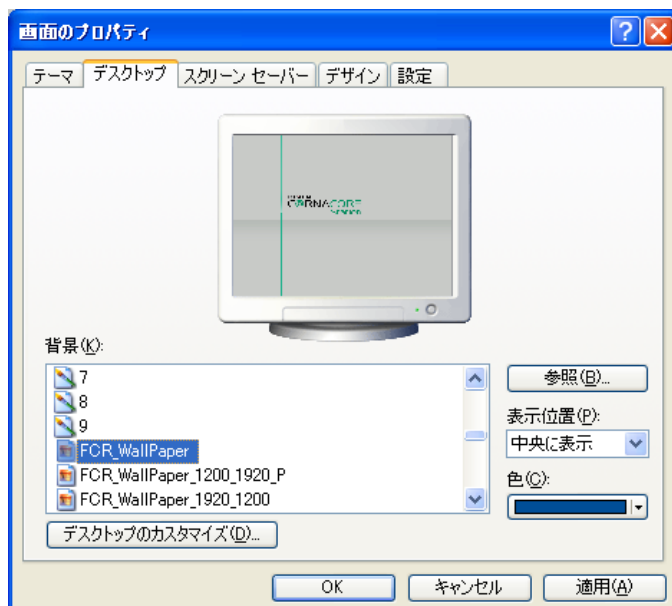 画面のプロパティ
テーマ デスクトップ スクリーン セーバー デザイン 設定
CORNACORE
Station
背景(K):
7
8
9
FCR_WallPaper
FCR_WallPaper_1200_1920_P
FCR_WallPaper_1920_1200
参照(B)...
表示位置(P):
中央に表示
色(C):
デスクトップのカスタマイズ(D)...
OK キャンセル 適用(A)